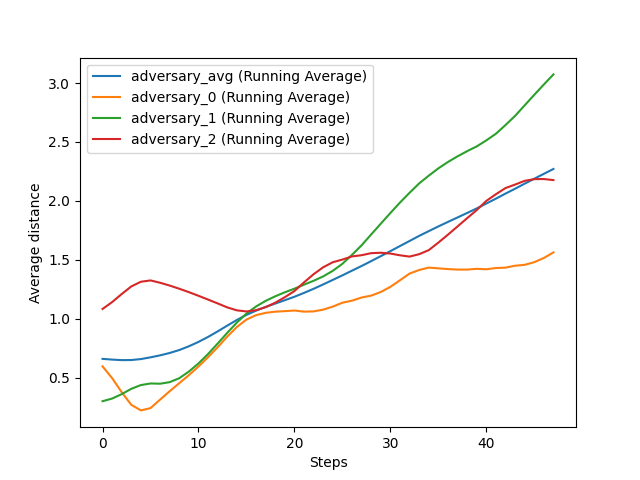 adversary_avg (Running Average)
adversary_0 (Running Average)
adversary_1 (Running Average)
adversary_2 (Running Average)
3.0
2.5
2.0
1.5
1.0
0.5
Average distance
0 10 20 30 40
Steps